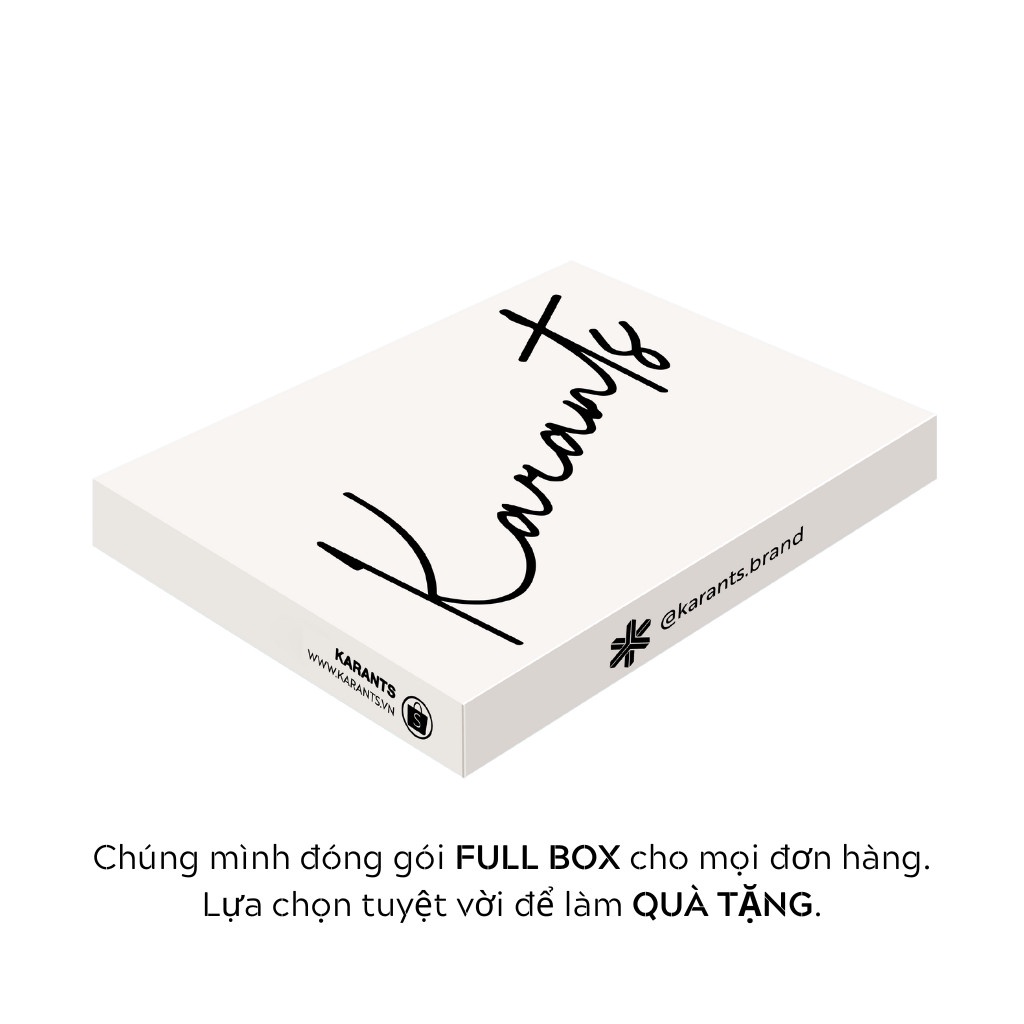 Karants
KARANTS
WWW.KARANTS.VN
S
@karants.brand
Chúng mình đóng gói FULL BOX cho mọi đơn hàng.
Lựa chọn tuyệt vời để làm QUÀ TẶNG.